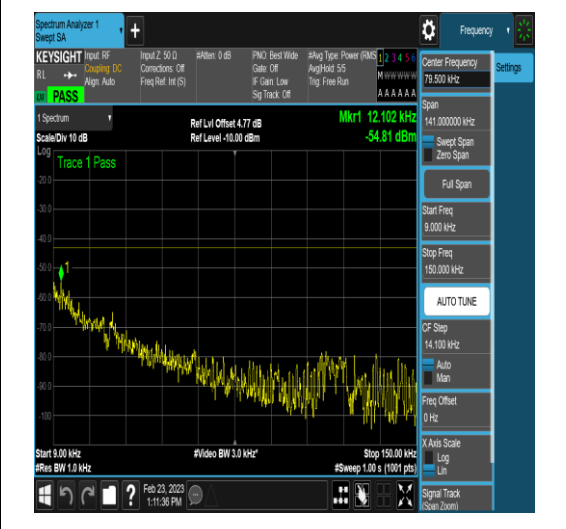 Spectrum Analyzer 1
Swept SA
Frequency
KEYSIGHT
RL
Input: RF
Coupling: DC
Align: Auto
Input Z: 50 Ω
Corrections: Off
Freq Ref: Int (S)
#Atten: 0 dB
PNO: Best Wide
Gate: Off
IF Gain: Low
Sig Track: Off
#Avg Type: Power (RMS
Avg|Hold: 5/5
Trig: Free Run
1 2 3 4 5 6
M W W W W W
A A A A A A
PASS
1 Spectrum
Scale/Div 10 dB
Ref Lvl Offset 4.77 dB
Ref Level -10.00 dBm
Mkr1 12.102 kHz
-54.81 dBm
Log
Trace 1 Pass
-20.0
-30.0
-40.0
-50.0
-60.0
-70.0
-80.0
-90.0
-100
1
Start 9.00 kHz
#Res BW 1.0 kHz
#Video BW 3.0 kHz*
Stop 150.00 kHz
#Sweep 1.00 s (1001 pts)
Feb 23, 2023
1:11:36 PM
Center Frequency
79.500 kHz
Span
141.000000 kHz
Swept Span
Zero Span
Full Span
Start Freq
9.000 kHz
Stop Freq
150.000 kHz
AUTO TUNE
CF Step
14.100 kHz
Auto
Man
Freq Offset
0 Hz
X Axis Scale
Log
Lin
Signal Track
(Span Zoom)
Settings